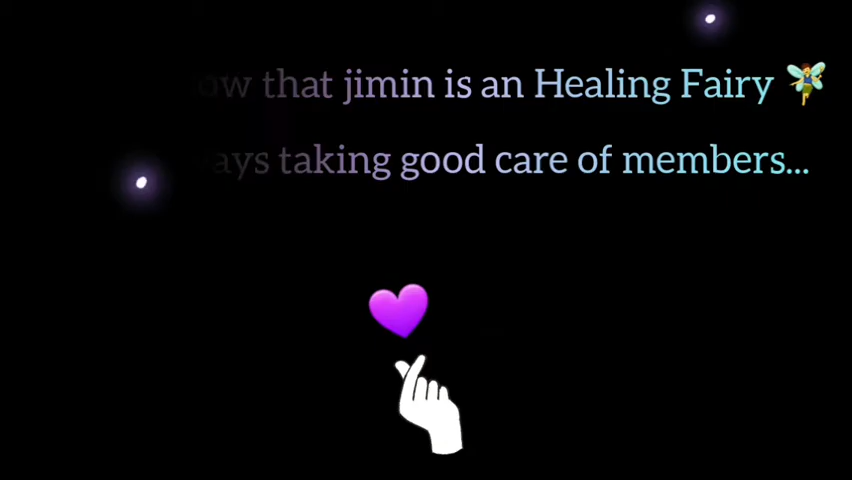 that jimin is an Healing Fairy 🧚
taking good care of members...